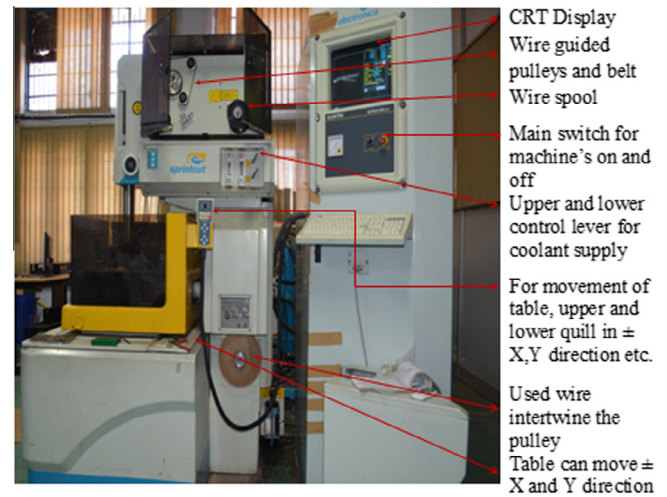 electronica
sprintcut
CRT Display
Wire guided
pulleys and belt
Wire spool
Main switch for
machine's on and
off
Upper and lower
control lever for
coolant supply
For movement of
table, upper and
lower quill in ±
X,Y direction etc.
Used wire
intertwine the
pulley
Table can move ±
X and Y direction